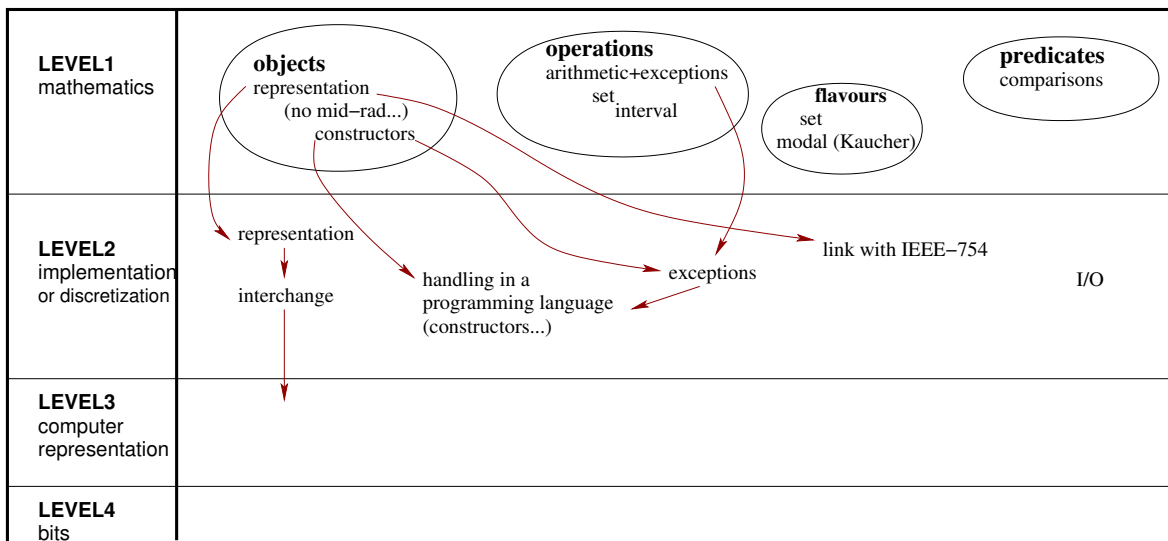 LEVEL1
mathematics
objects
representation
(no mid−rad...)
constructors
operations
arithmetic+exceptions
set
interval
flavours
set
modal (Kaucher)
predicates
comparisons
LEVEL2
implementation
or discretization
representation
interchange
handling in a
programming language
(constructors...)
exceptions
link with IEEE−754
I/O
LEVEL3
computer
representation
LEVEL4
bits